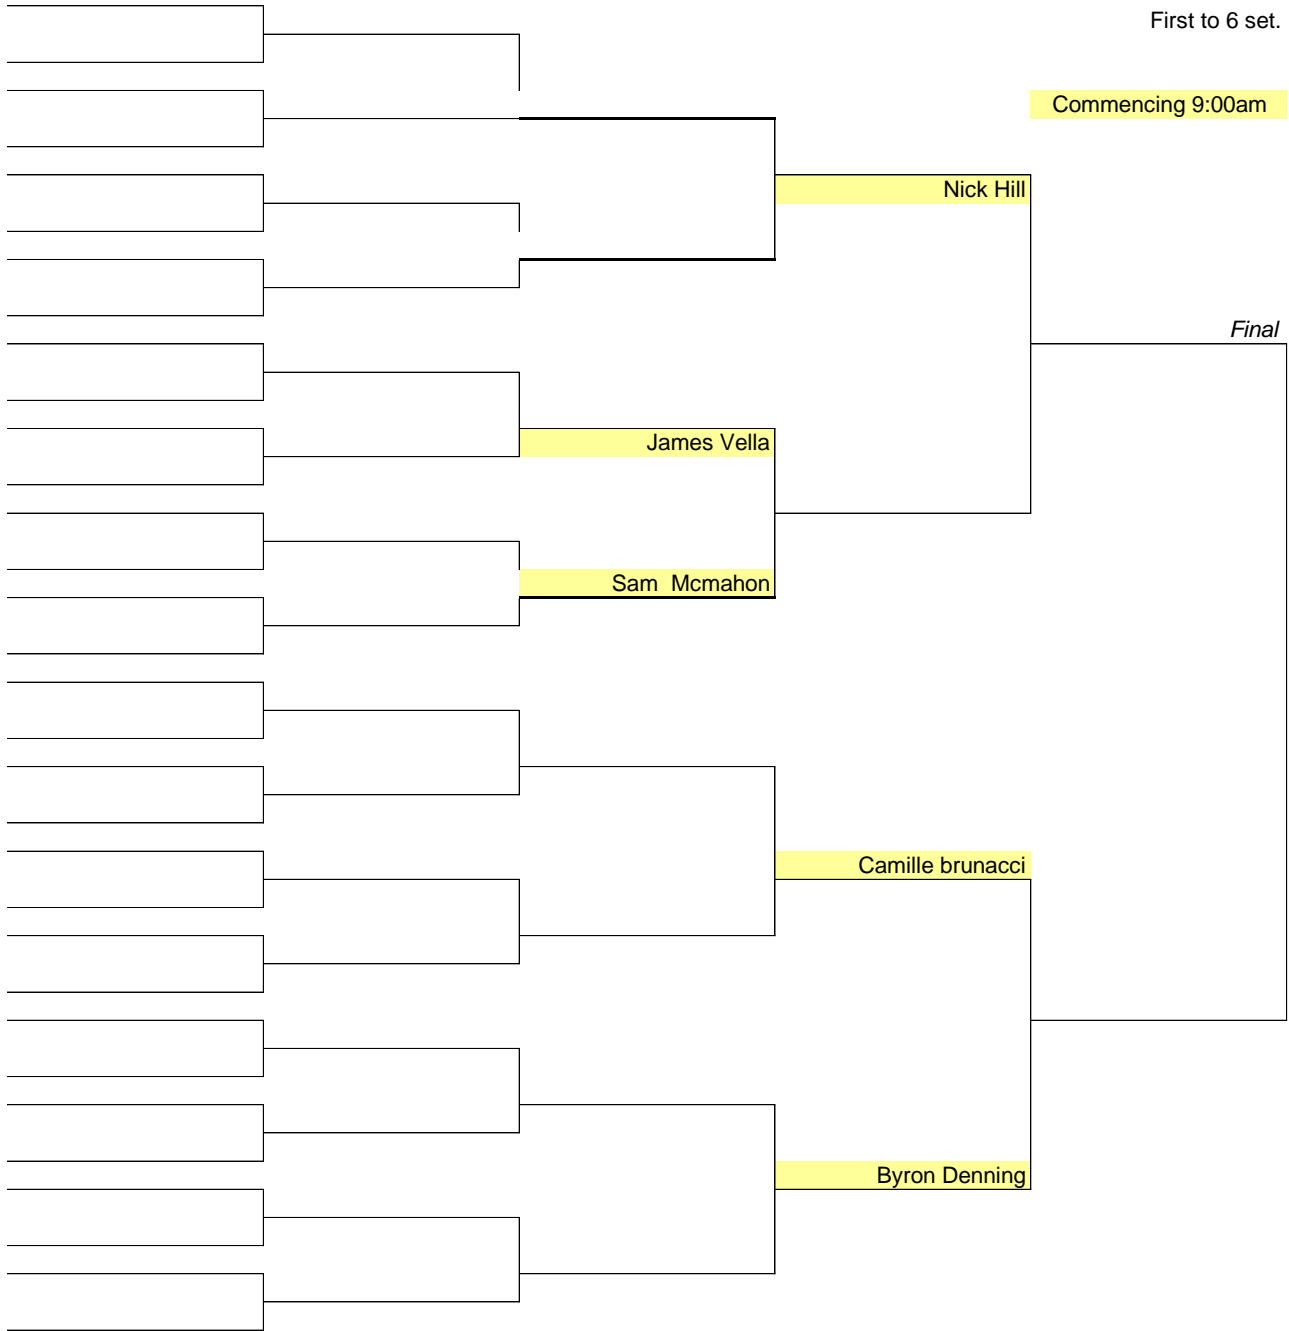 First to 6 set.
Commencing 9:00am
Nick Hill
Final
James Vella
Sam  Mcmahon
Camille brunacci
Byron Denning